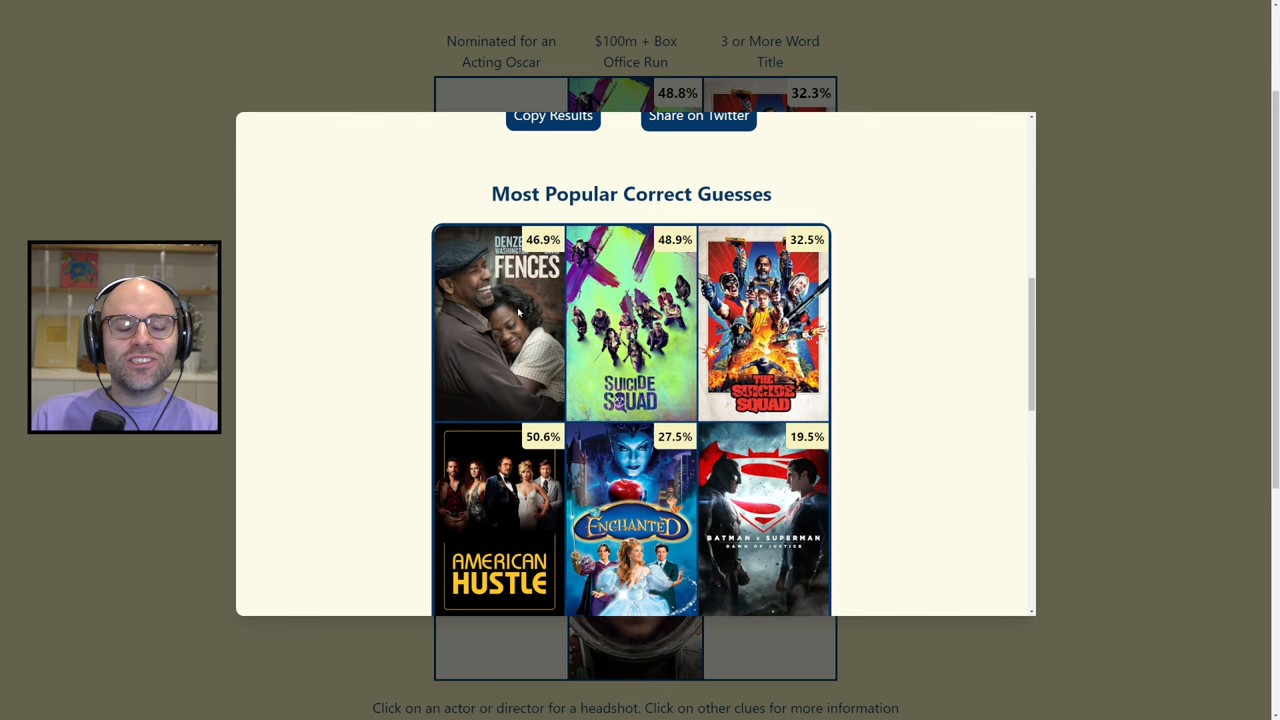 Nominated for an
Acting Oscar
$100m + Box
Office Run
3 or More Word
Title
48.8%
32.3%
Copy Results
Share on Twitter
Most Popular Correct Guesses
46.9%
DENZEL
WASHINGTON
FENCES
48.9%
SUICIDE
SQUAD
32.5%
THE
SUICIDE
SQUAD
50.6%
AMERICAN
HUSTLE
27.5%
ENCHANTED
19.5%
BATMAN v SUPERMAN
DAWN OF JUSTICE
Click on an actor or director for a headshot. Click on other clues for more information